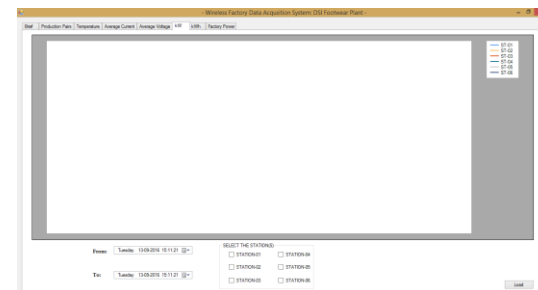 - Wireless Factory Data Acquition System: DSI Footwear Plant -
Brief Production Pairs Temperature Average Current Average Voltage kW kWh Factory Power
ST-01
ST-02
ST-03
ST-04
ST-05
ST-06
SELECT THE STATION(S)
From: Tuesday 13-09-2016 15:11:21
STATION-01 STATION-04
STATION-02 STATION-05
To: Tuesday 13-09-2016 15:11:21
STATION-03 STATION-06
Load